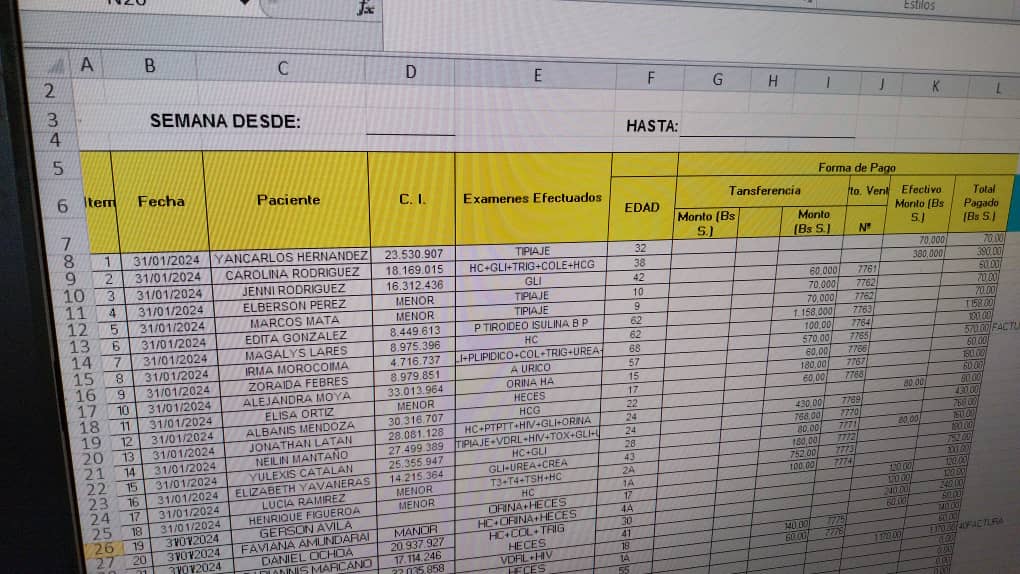 Estilos
A B C D E F G H I J K L
2
3 SEMANA DESDE: HASTA:
4
5 Forma de Pago
6 Item Fecha Paciente C. I. Examenes Efectuados EDAD Tansferencia Pto. Vent Efectivo Monto (Bs S.) Total Pagado (Bs S.)
Monto (Bs S.) Monto (Bs S.) Nº
7
8 1 31/01/2024 YANCARLOS HERNANDEZ 23.530.907 TIPIAJE 32 70,000 70,00
9 2 31/01/2024 CAROLINA RODRIGUEZ 18.169.015 HC+GLI+TRIG+COLE+HCG 38 380,000 380,00
10 3 31/01/2024 JENNI RODRIGUEZ 16.312.436 GLI 42 60,000 7761 60,00
11 4 31/01/2024 ELBERSON PEREZ MENOR TIPIAJE 10 70,000 7762 70,00
12 5 31/01/2024 MARCOS MATA MENOR TIPIAJE 9 70,000 7762 70,00
13 6 31/01/2024 EDITA GONZALEZ 8.449.613 P TIROIDEO ISULINA B P 62 1.158,000 7763 1.158,00
14 7 31/01/2024 MAGALYS LARES 8.975.396 HC 62 100,00 7764 100,00
15 8 31/01/2024 IRMA MOROCOIMA 4.716.737 I+PLIPIDICO+COL+TRIG+UREA+ 68 570,00 7765 570,00 FACTU
16 9 31/01/2024 ZORAIDA FEBRES 8.979.851 A URICO 57 60,00 7766 60,00
17 10 31/01/2024 ALEJANDRA MOYA 33.013.964 ORINA HA 15 180,00 7767 180,00
18 11 31/01/2024 ELISA ORTIZ MENOR HECES 17 60,00 7768 60,00
19 12 31/01/2024 ALBANIS MENDOZA 30.316.707 HCG 22 80,00 80,00
20 13 31/01/2024 JONATHAN LATAN 28.081.128 HC+PTPTT+HIV+GLI+ORINA 24 430,00 7769 430,00
21 14 31/01/2024 NEILIN MANTAÑO 27.499.389 TIPIAJE+VDRL+HIV+TOX+GLI+U 24 768,00 7770 768,00
22 15 31/01/2024 YULEXIS CATALAN 25.355.947 HC+GLI 28 80,00 7771 80,00 160,00
23 16 31/01/2024 ELIZABETH YAVANERAS 14.215.364 GLI+UREA+CREA 43 180,00 7772 180,00
24 17 31/01/2024 LUCIA RAMIREZ MENOR T3+T4+TSH+HC 2A 752,00 7773 752,00
25 18 31/01/2024 HENRIQUE FIGUEROA MENOR HC 1A 100,00 7774 100,00
26 19 31/01/2024 GERSON AVILA ORINA+HECES 17 120,00 120,00
27 20 31/01/2024 FAVIANA AMUNDARAI MANOR HC+ORINA+HECES 4A 120,00 120,00
31/01/2024 DANIEL OCHOA 20.937.927 HC+COL+TRIG 30 240,00 240,00
MARCANO 17.114.246 HECES 41 60,00 60,00
32.035.858 VDRL+HIV 18 140,00 7775 140,00
HECES 1A 60,00 7776 60,00
55 1.170,00 1.170,00 40FACTURA
0,00
0,00
0,00